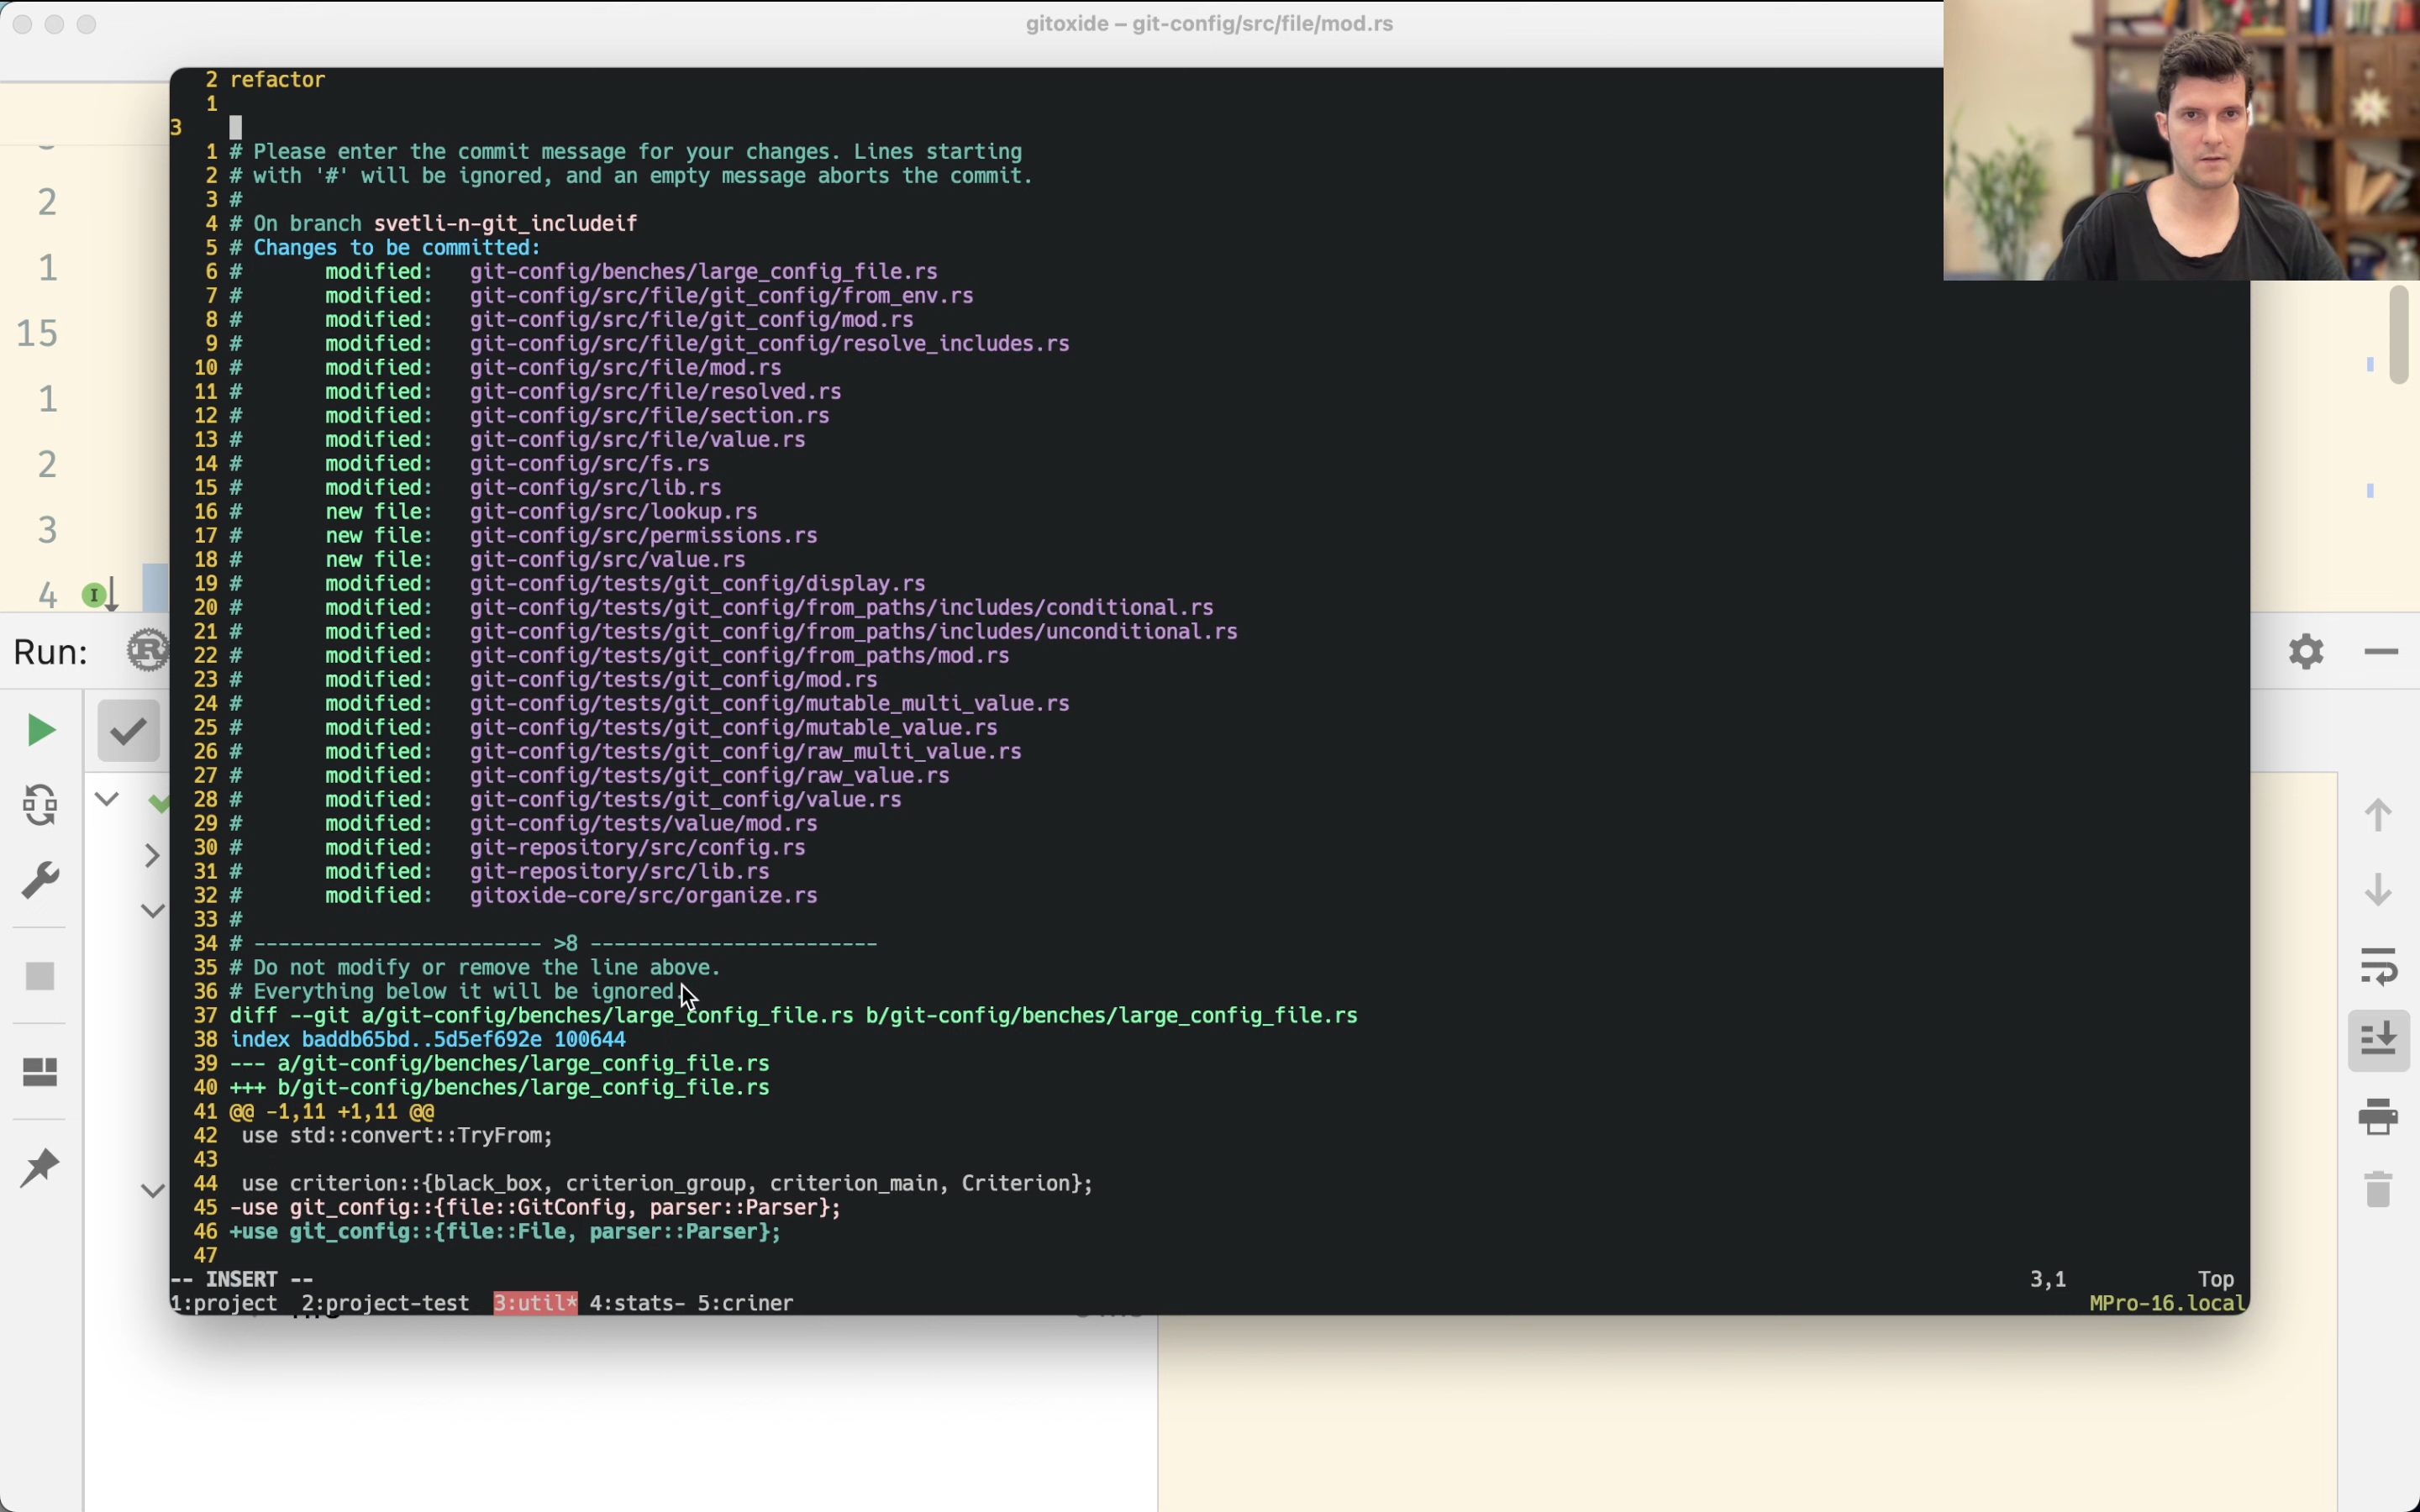 gitoxide – git-config/src/file/mod.rs
2 refactor
1
3
1 # Please enter the commit message for your changes. Lines starting
2 # with '#' will be ignored, and an empty message aborts the commit.
3 #
4 # On branch svetli-n-git_includeif
5 # Changes to be committed:
6 # modified: git-config/benches/large_config_file.rs
7 # modified: git-config/src/file/git_config/from_env.rs
8 # modified: git-config/src/file/git_config/mod.rs
9 # modified: git-config/src/file/git_config/resolve_includes.rs
10 # modified: git-config/src/file/mod.rs
11 # modified: git-config/src/file/resolved.rs
12 # modified: git-config/src/file/section.rs
13 # modified: git-config/src/file/value.rs
14 # modified: git-config/src/fs.rs
15 # modified: git-config/src/lib.rs
16 # new file: git-config/src/lookup.rs
17 # new file: git-config/src/permissions.rs
18 # new file: git-config/src/value.rs
19 # modified: git-config/tests/git_config/display.rs
20 # modified: git-config/tests/git_config/from_paths/includes/conditional.rs
21 # modified: git-config/tests/git_config/from_paths/includes/unconditional.rs
22 # modified: git-config/tests/git_config/from_paths/mod.rs
23 # modified: git-config/tests/git_config/mod.rs
24 # modified: git-config/tests/git_config/mutable_multi_value.rs
25 # modified: git-config/tests/git_config/mutable_value.rs
26 # modified: git-config/tests/git_config/raw_multi_value.rs
27 # modified: git-config/tests/git_config/raw_value.rs
28 # modified: git-config/tests/git_config/value.rs
29 # modified: git-config/tests/value/mod.rs
30 # modified: git-repository/src/config.rs
31 # modified: git-repository/src/lib.rs
32 # modified: gitoxide-core/src/organize.rs
33 #
34 # ------------------------ >8 ------------------------
35 # Do not modify or remove the line above.
36 # Everything below it will be ignored.
37 diff --git a/git-config/benches/large_config_file.rs b/git-config/benches/large_config_file.rs
38 index baddb65bd..5d5ef692e 100644
39 --- a/git-config/benches/large_config_file.rs
40 +++ b/git-config/benches/large_config_file.rs
41 @@ -1,11 +1,11 @@
42 use std::convert::TryFrom;
43
44 use criterion::{black_box, criterion_group, criterion_main, Criterion};
45 -use git_config::{file::GitConfig, parser::Parser};
46 +use git_config::{file::File, parser::Parser};
47
-- INSERT -- 3,1 Top
1:project 2:project-test 3:util* 4:stats- 5:criner MPro-16.local
2
1
15
1
2
3
4
Run: